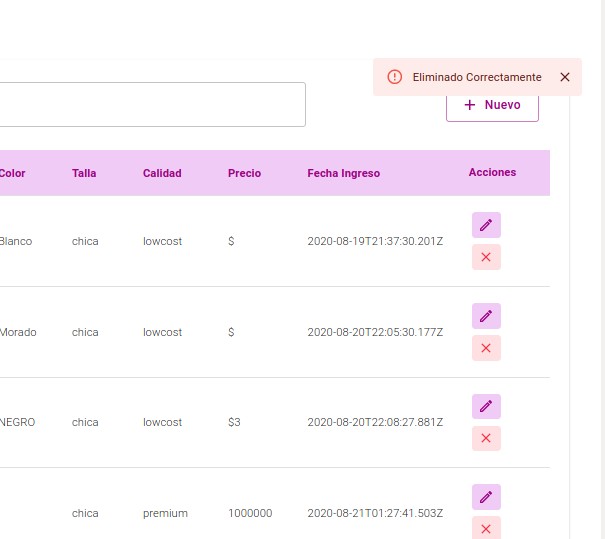 Eliminado Correctamente
Nuevo
Color Talla Calidad Precio Fecha Ingreso Acciones
Blanco chica lowcost $ 2020-08-19T21:37:30.201Z
Morado chica lowcost $ 2020-08-20T22:05:30.177Z
NEGRO chica lowcost $3 2020-08-20T22:08:27.881Z
chica premium 1000000 2020-08-21T01:27:41.503Z